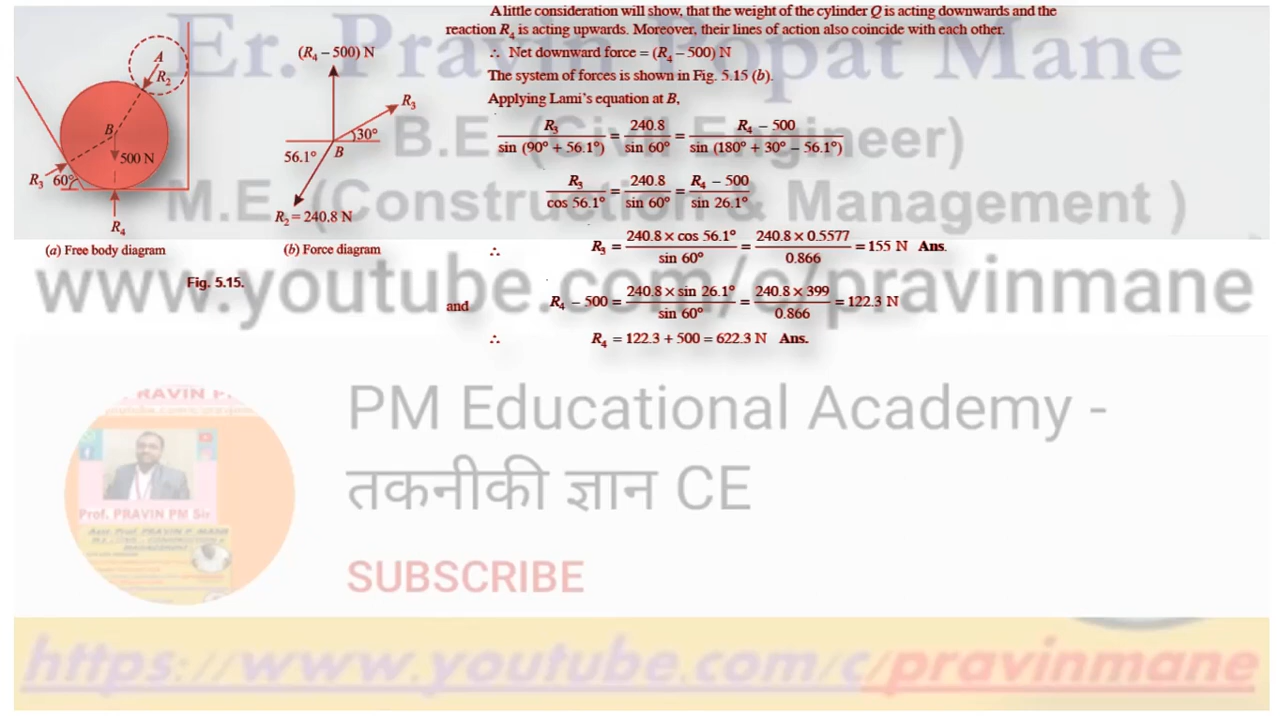 A little consideration will show, that the weight of the cylinder Q is acting downwards and the
reaction R4 is acting upwards. Moreover, their lines of action also coincide with each other.
∴ Net downward force = (R4 – 500) N
The system of forces is shown in Fig. 5.15 (b).
Applying Lami's equation at B,
R3 / sin (90° + 56.1°) = 240.8 / sin 60° = R4 – 500 / sin (180° + 30° – 56.1°)
R3 / cos 56.1° = 240.8 / sin 60° = R4 – 500 / sin 26.1°
∴ R3 = 240.8 × cos 56.1° / sin 60° = 240.8 × 0.5577 / 0.866 = 155 N Ans.
and R4 – 500 = 240.8 × sin 26.1° / sin 60° = 240.8 × 399 / 0.866 = 122.3 N
∴ R4 = 122.3 + 500 = 622.3 N Ans.
A
R2
B
500 N
R3 60°
R4
(a) Free body diagram
(R4 – 500) N
R3
30°
56.1° B
R2 = 240.8 N
(b) Force diagram
Fig. 5.15.
Er. Pravin Popat Mane
B.E. (Civil Engineer)
M.E. (Construction & Management )
www.youtube.com/c/pravinmane
PM Educational Academy -
तकनीकी ज्ञान CE
SUBSCRIBE
Prof. PRAVIN PM Sir
https://www.youtube.com/c/pravinmane